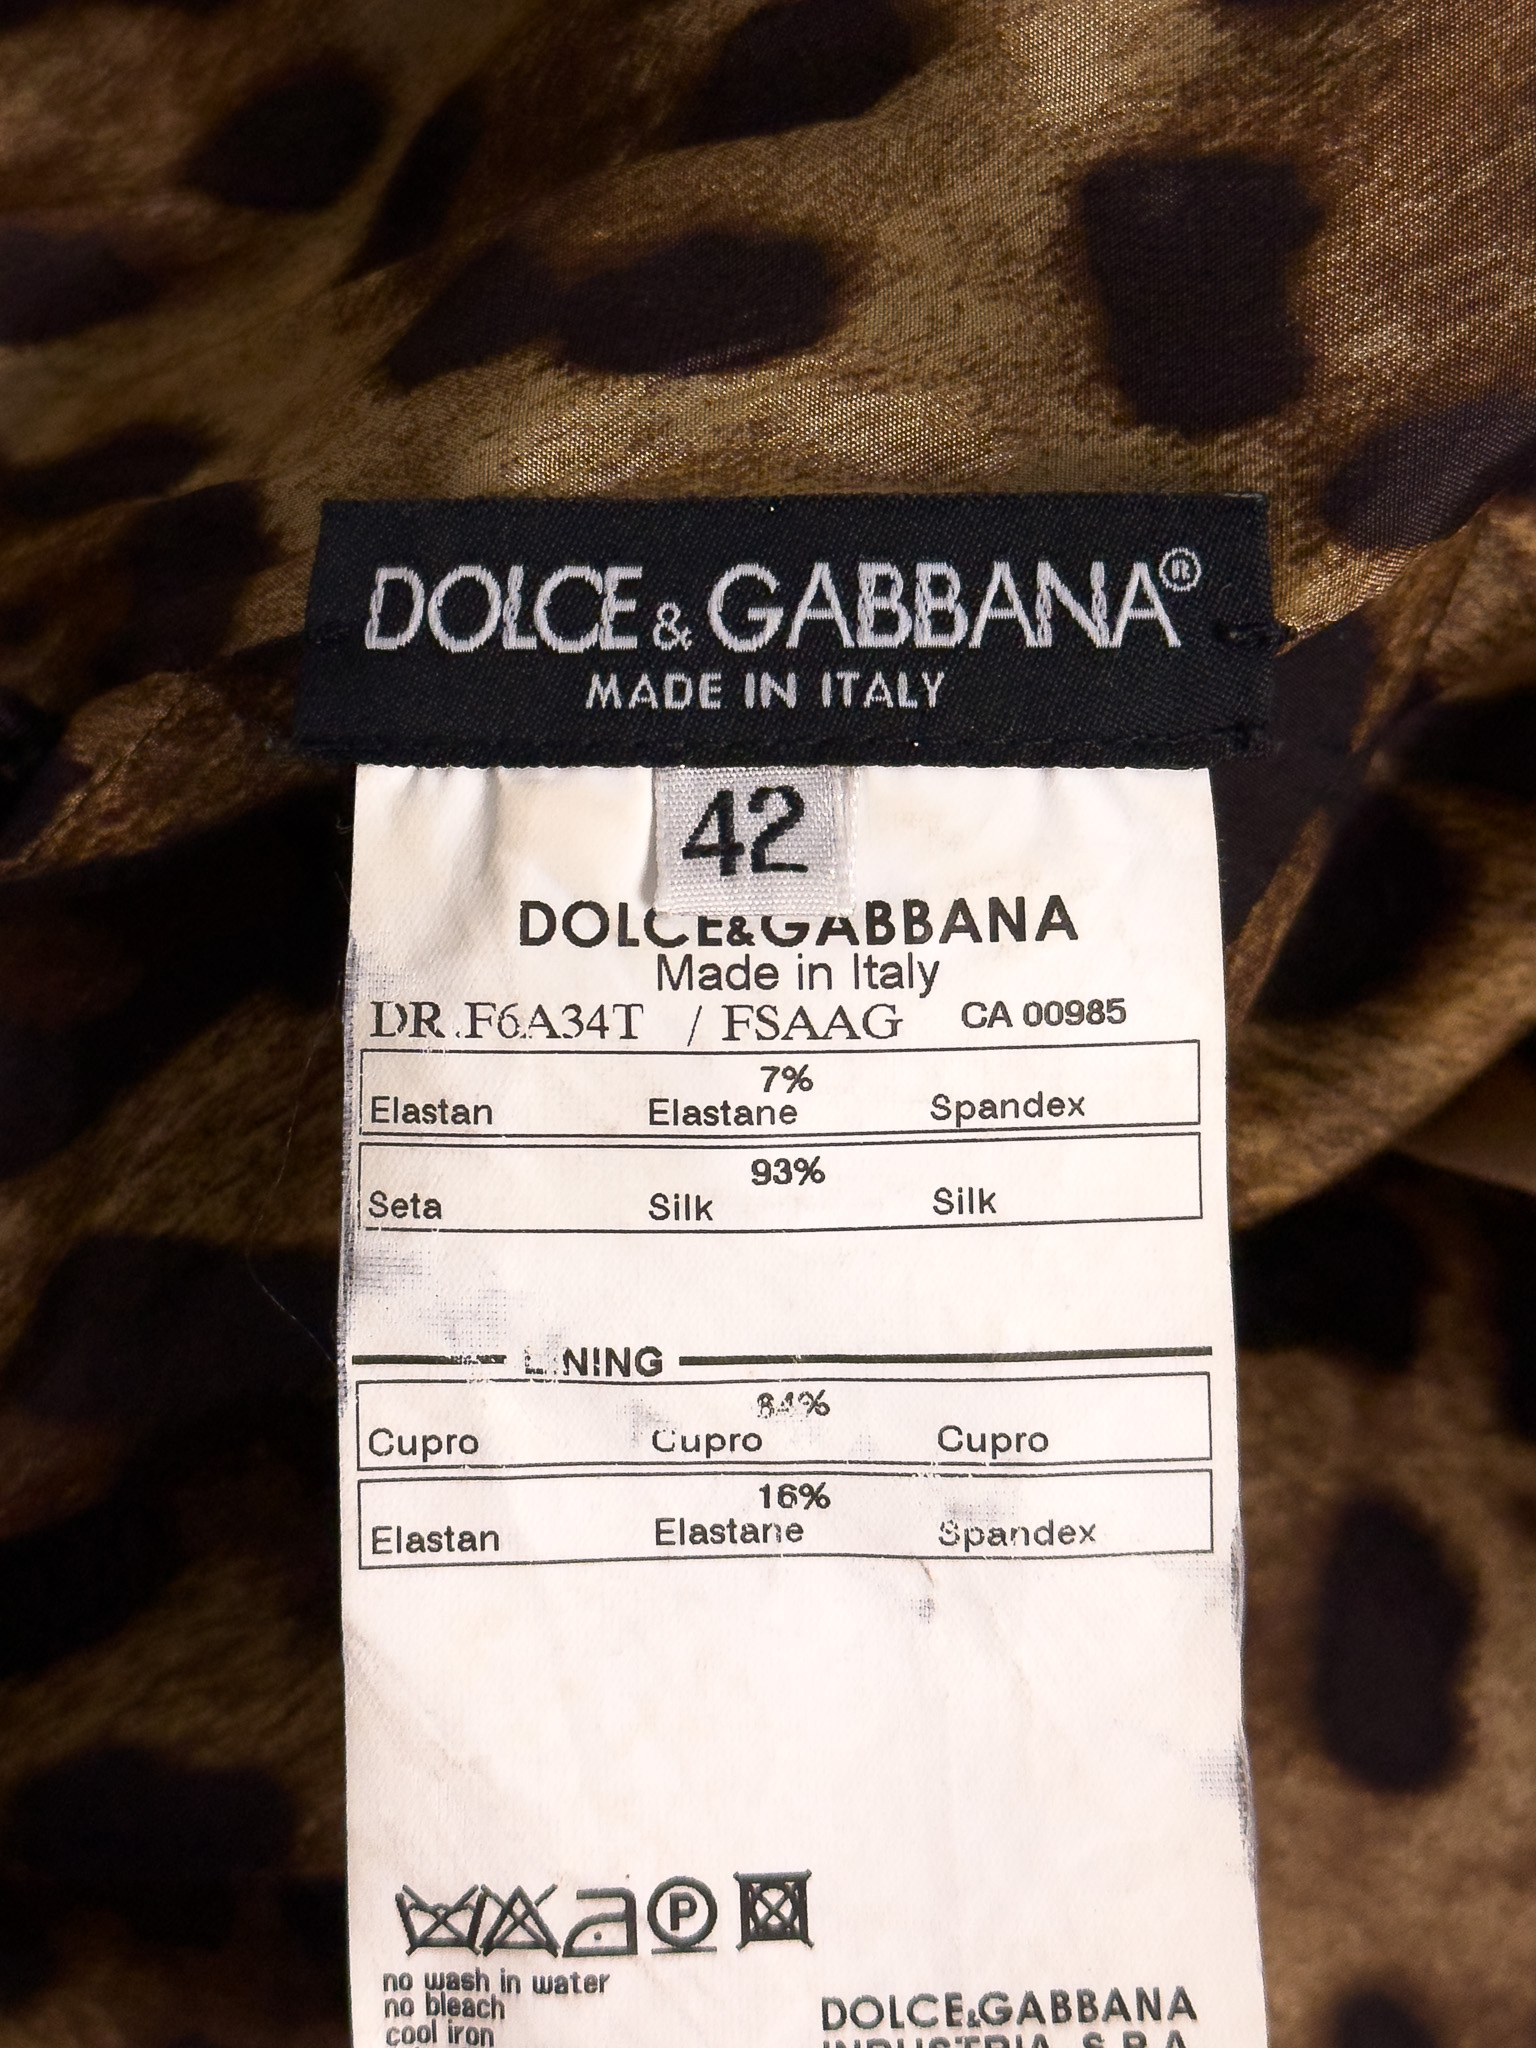 DOLCE & GABBANA®
MADE IN ITALY
42
DOLCE&GABBANA
Made in Italy
DR.F6A34T / FSAAG CA 00985
7%
Elastan Elastane Spandex
93%
Seta Silk Silk
LINING
84%
Cupro Cupro Cupro
16%
Elastan Elastane Spandex
P
no wash in water
no bleach
cool iron
DOLCE&GABBANA
INDUSTRIA S.P.A.